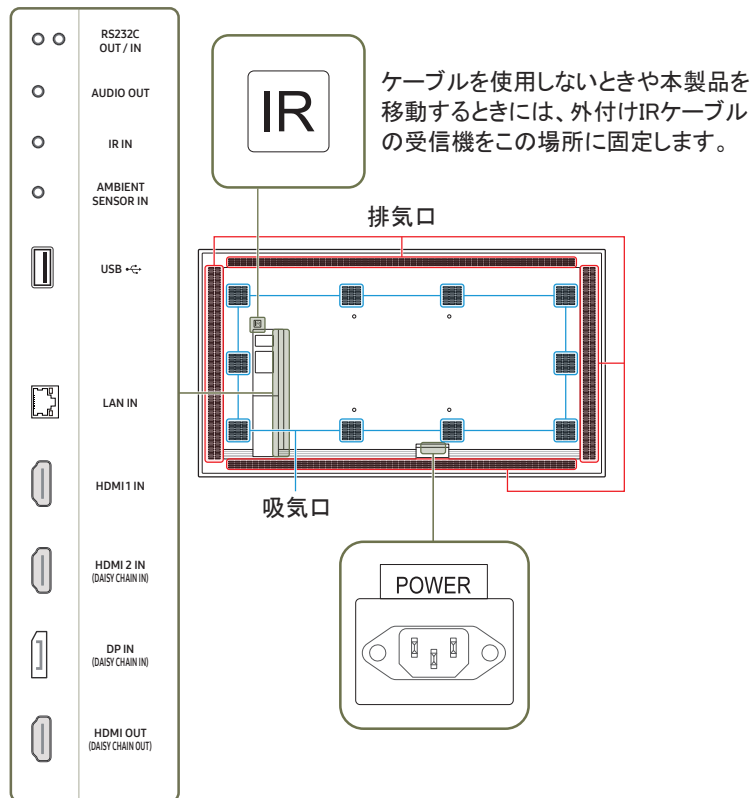 RS232C
OUT / IN
AUDIO OUT
IR IN
AMBIENT
SENSOR IN
USB
LAN IN
HDMI 1 IN
HDMI 2 IN
(DAISY CHAIN IN)
DP IN
(DAISY CHAIN IN)
HDMI OUT
(DAISY CHAIN OUT)
IR
ケーブルを使用しないときや本製品を
移動するときには、外付けIRケーブル
の受信機をこの場所に固定します。
排気口
吸気口
POWER